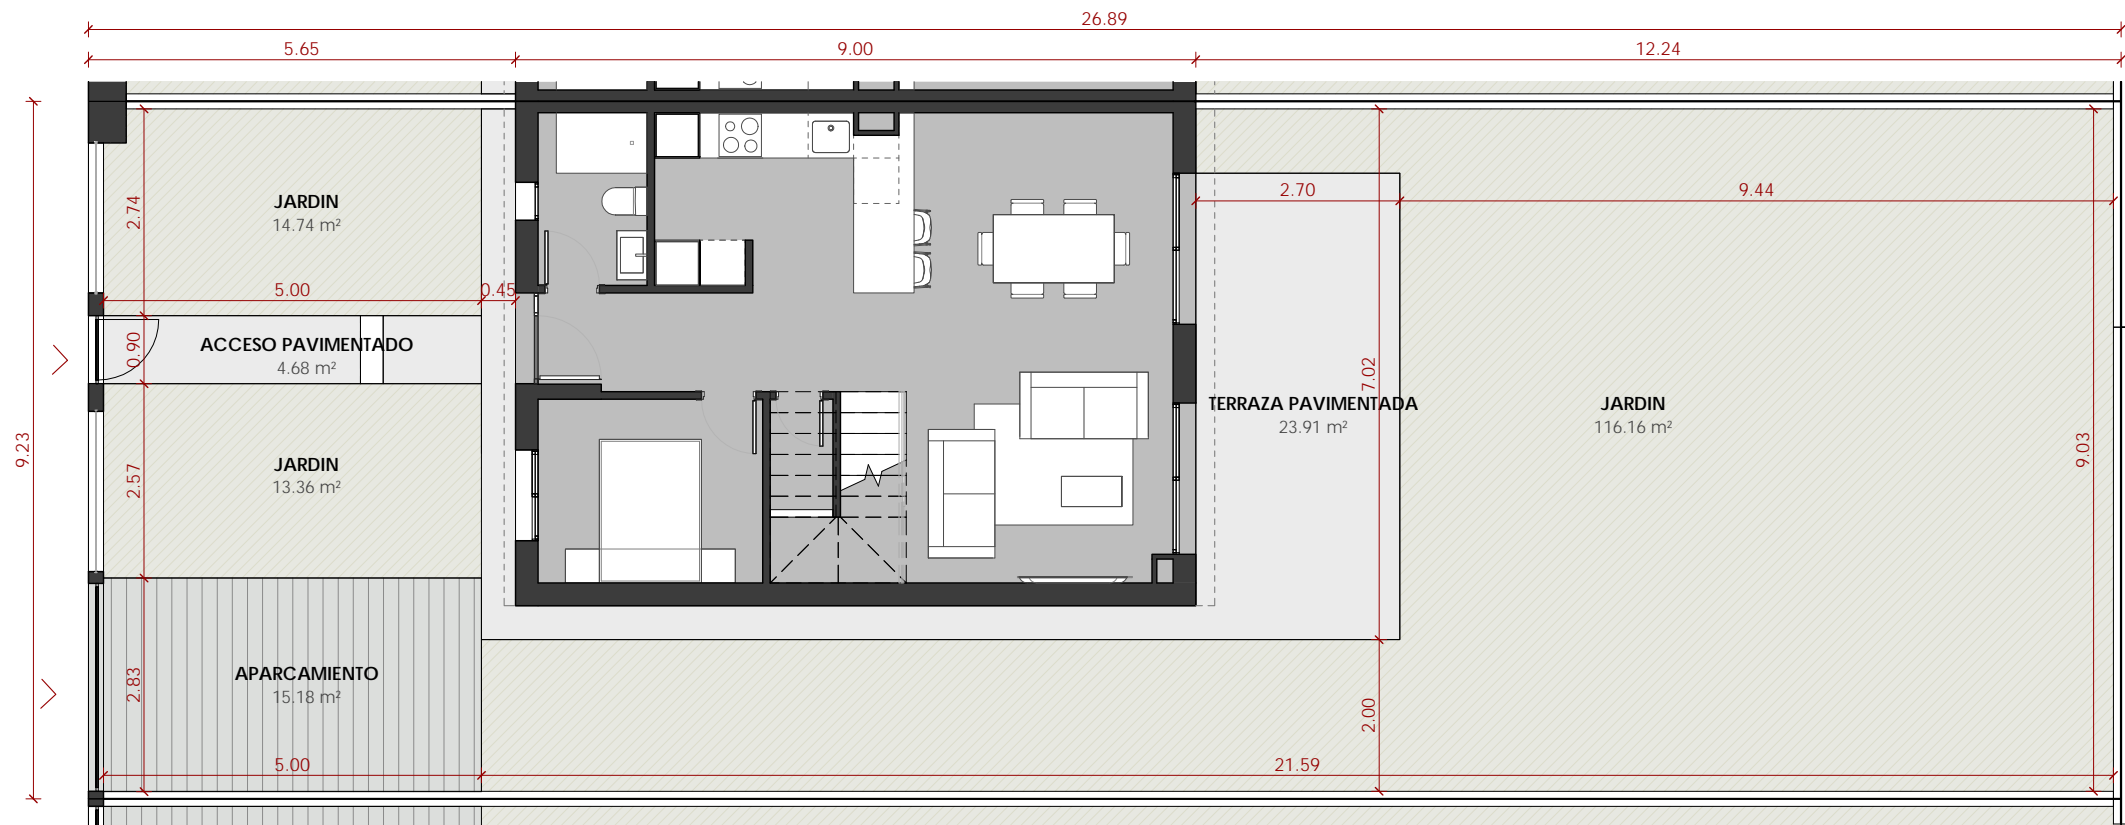 26.89
5.65
9.00
12.24
2.70
9.44
JARDIN
14.74 m²
2.74
5.00
0.45
ACCESO PAVIMENTADO
4.68 m²
0.90
7.02
TERRAZA PAVIMENTADA
23.91 m²
JARDIN
116.16 m²
9.23
9.03
JARDIN
13.36 m²
2.57
APARCAMIENTO
15.18 m²
2.83
2.00
5.00
21.59